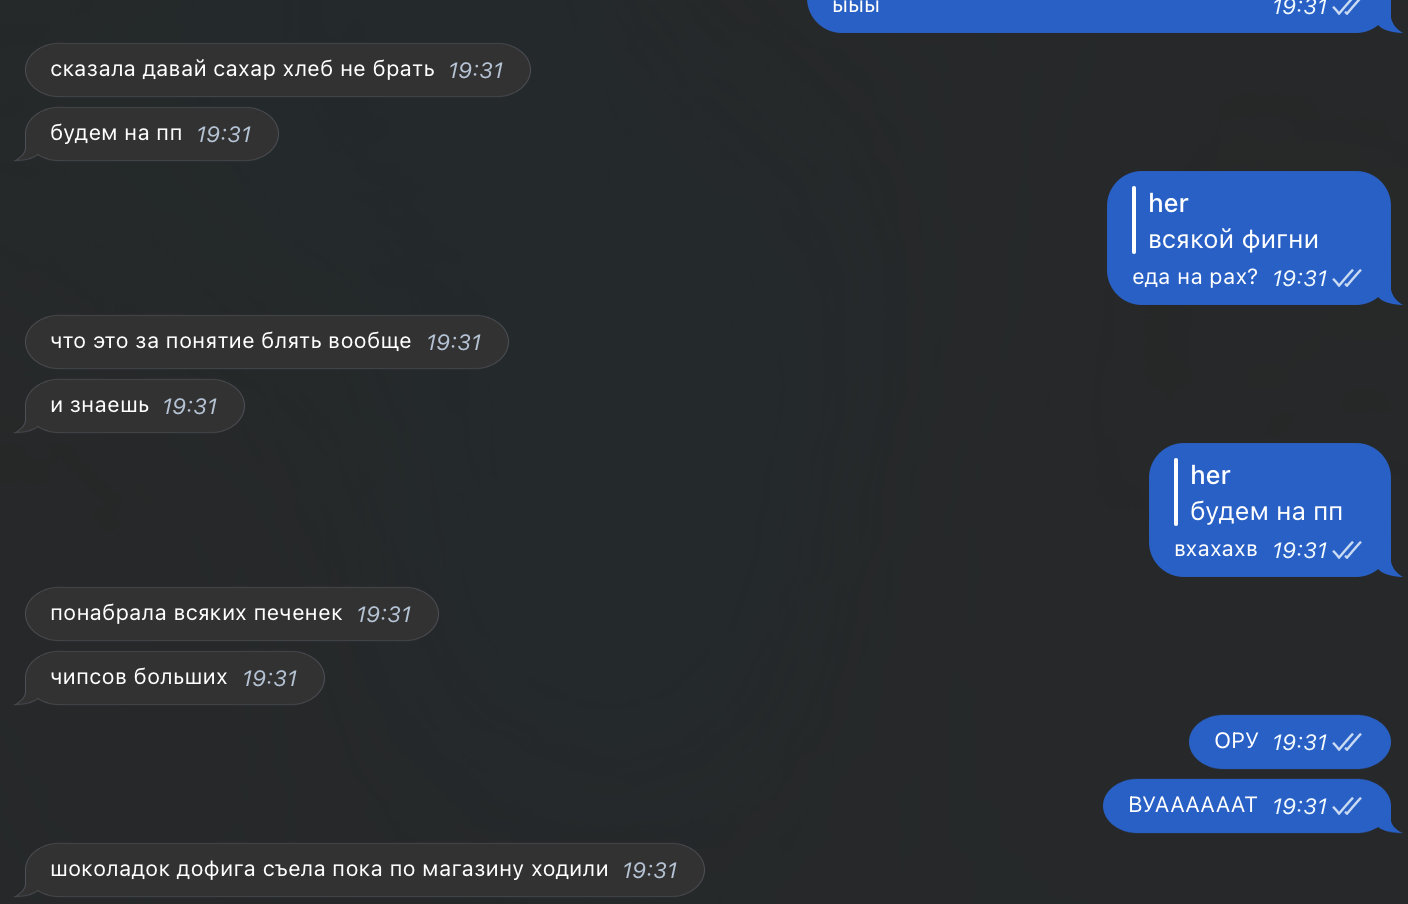 ыыы 19:31
сказала давай сахар хлеб не брать 19:31
будем на пп 19:31
her
всякой фигни
еда на рах? 19:31
что это за понятие блять вообще 19:31
и знаешь 19:31
her
будем на пп
вхахахв 19:31
понабрала всяких печенек 19:31
чипсов больших 19:31
ОРУ 19:31
ВУААААААТ 19:31
шоколадок дофига съела пока по магазину ходили 19:31